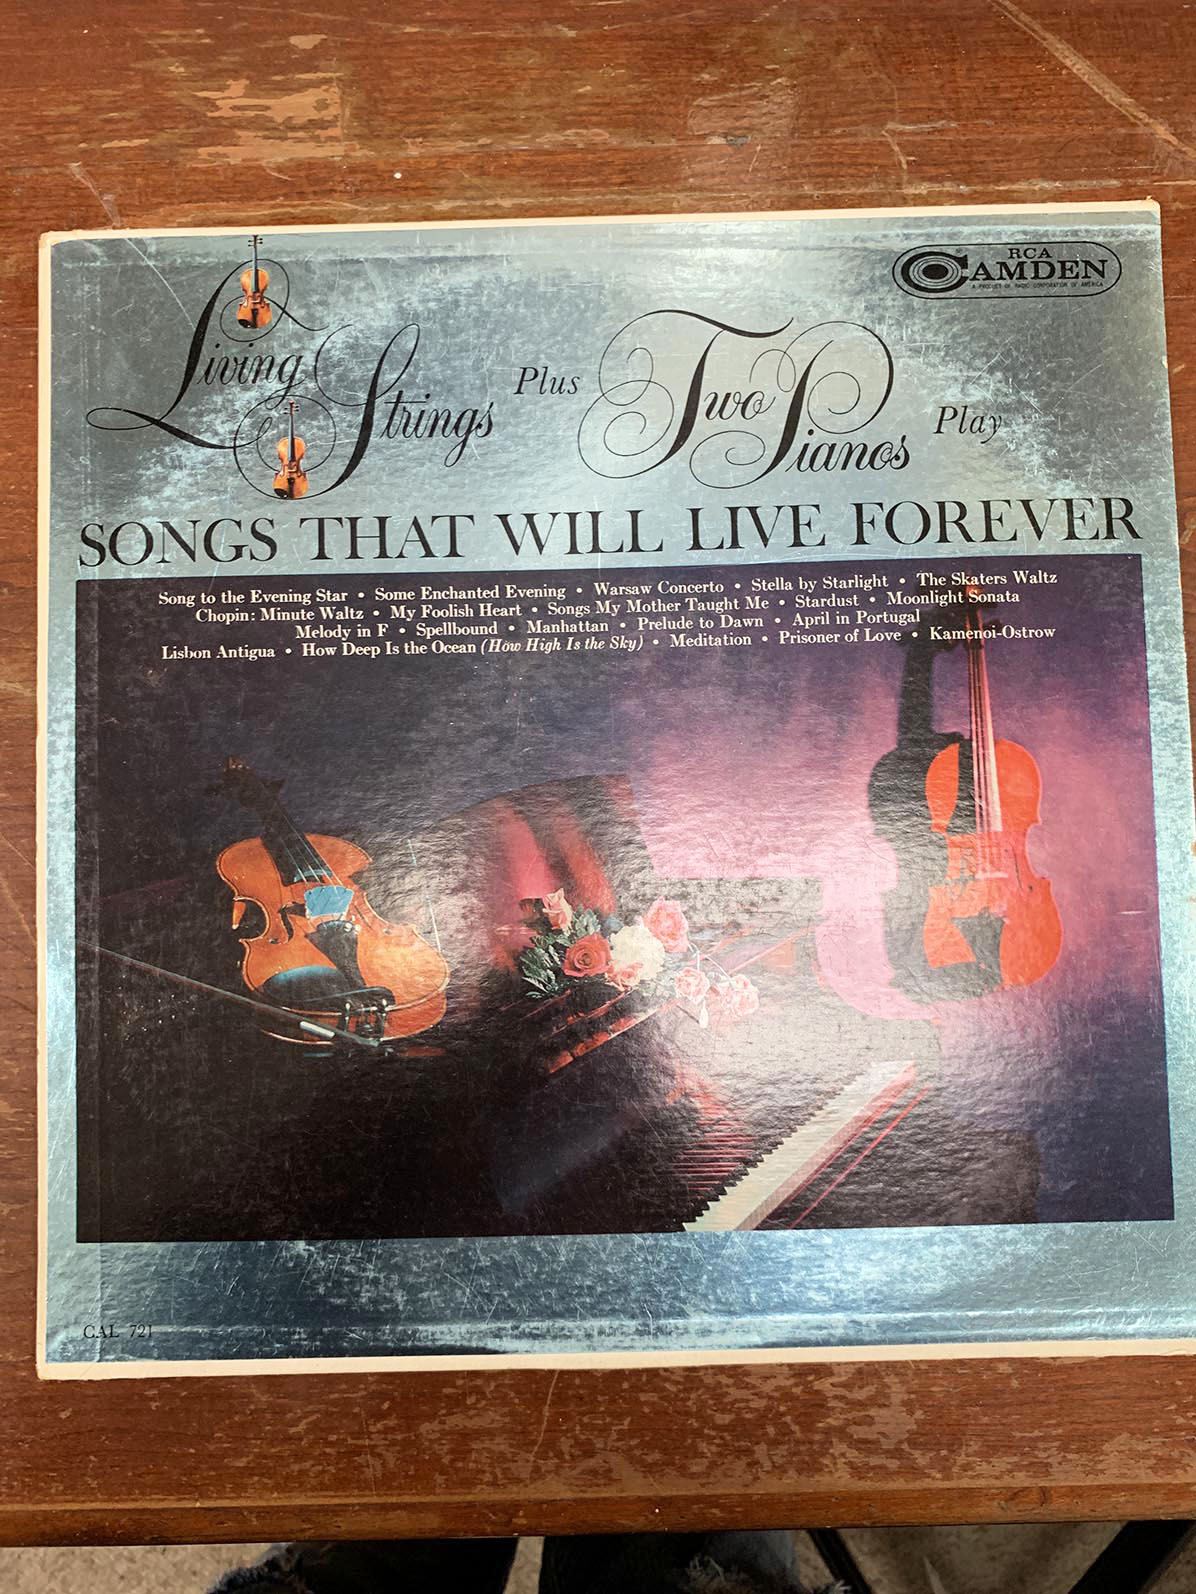 RCA
CAMDEN
A PRODUCT OF RADIO CORPORATION OF AMERICA
Living Strings Plus Two Pianos Play
SONGS THAT WILL LIVE FOREVER
Song to the Evening Star • Some Enchanted Evening • Warsaw Concerto • Stella by Starlight • The Skaters Waltz
Chopin: Minute Waltz • My Foolish Heart • Songs My Mother Taught Me • Stardust • Moonlight Sonata
Melody in F • Spellbound • Manhattan • Prelude to Dawn • April in Portugal
Lisbon Antigua • How Deep Is the Ocean (How High Is the Sky) • Meditation • Prisoner of Love • Kamenoi-Ostrow
CAL 721